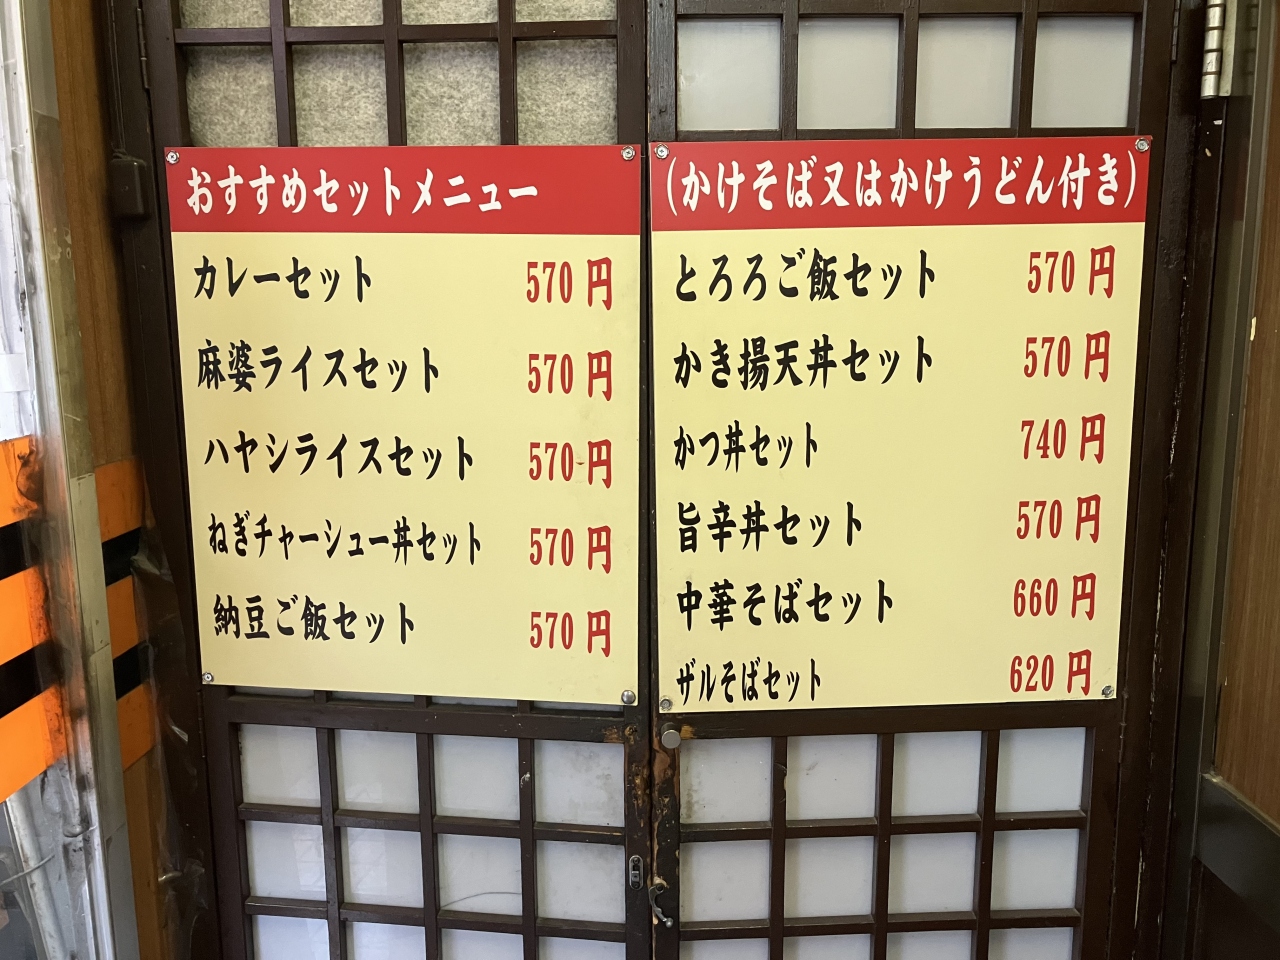 おすすめセットメニュー
カレーセット 570円
麻婆ライスセット 570円
ハヤシライスセット 570円
ねぎチャーシュー丼セット 570円
納豆ご飯セット 570円
(かけそば又はかけうどん付き)
とろろご飯セット 570円
かき揚天丼セット 570円
かつ丼セット 740円
旨辛丼セット 570円
中華そばセット 660円
ザルそばセット 620円